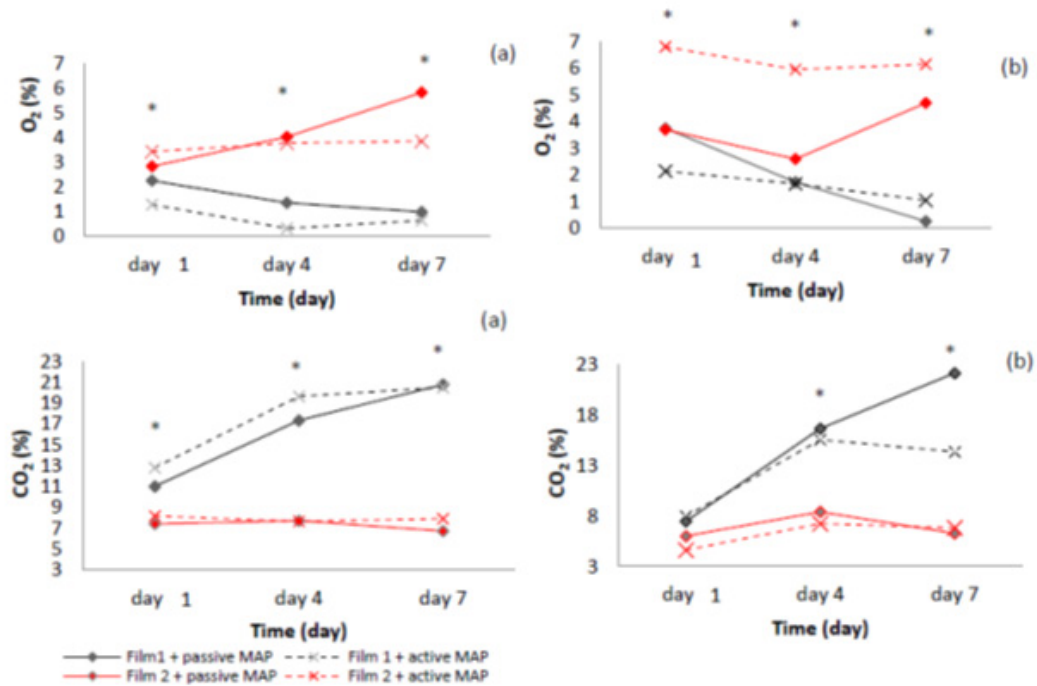 (a)
*
*
*
7
6
5
4
3
2
1
0
O₂ (%)
day 1
day 4
day 7
Time (day)
*
*
*
(b)
7
6
5
4
3
2
1
0
O₂ (%)
day 1
day 4
day 7
Time (day)
(a)
*
*
*
23
21
19
17
15
13
11
9
7
5
3
CO₂ (%)
day 1
day 4
day 7
Time (day)
*
*
(b)
23
18
13
8
3
CO₂ (%)
day 1
day 4
day 7
Time (day)
Film1 + passive MAP
Film 1 + active MAP
Film 2 + passive MAP
Film 2 + active MAP